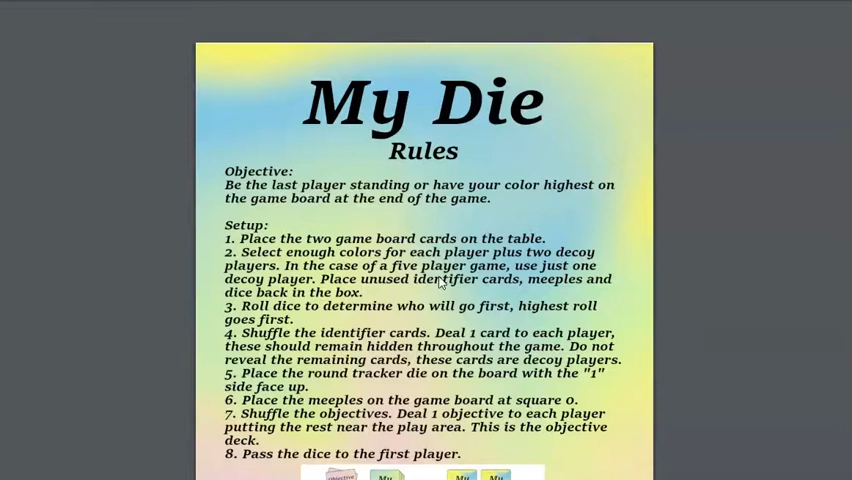 My Die
Rules
Objective:
Be the last player standing or have your color highest on
the game board at the end of the game.
Setup:
1. Place the two game board cards on the table.
2. Select enough colors for each player plus two decoy
players. In the case of a five player game, use just one
decoy player. Place unused identifier cards, meeples and
dice back in the box.
3. Roll dice to determine who will go first, highest roll
goes first.
4. Shuffle the identifier cards. Deal 1 card to each player,
these should remain hidden throughout the game. Do not
reveal the remaining cards, these cards are decoy players.
5. Place the round tracker die on the board with the "1"
side face up.
6. Place the meeples on the game board at square 0.
7. Shuffle the objectives. Deal 1 objective to each player
putting the rest near the play area. This is the objective
deck.
8. Pass the dice to the first player.
Objective My My My